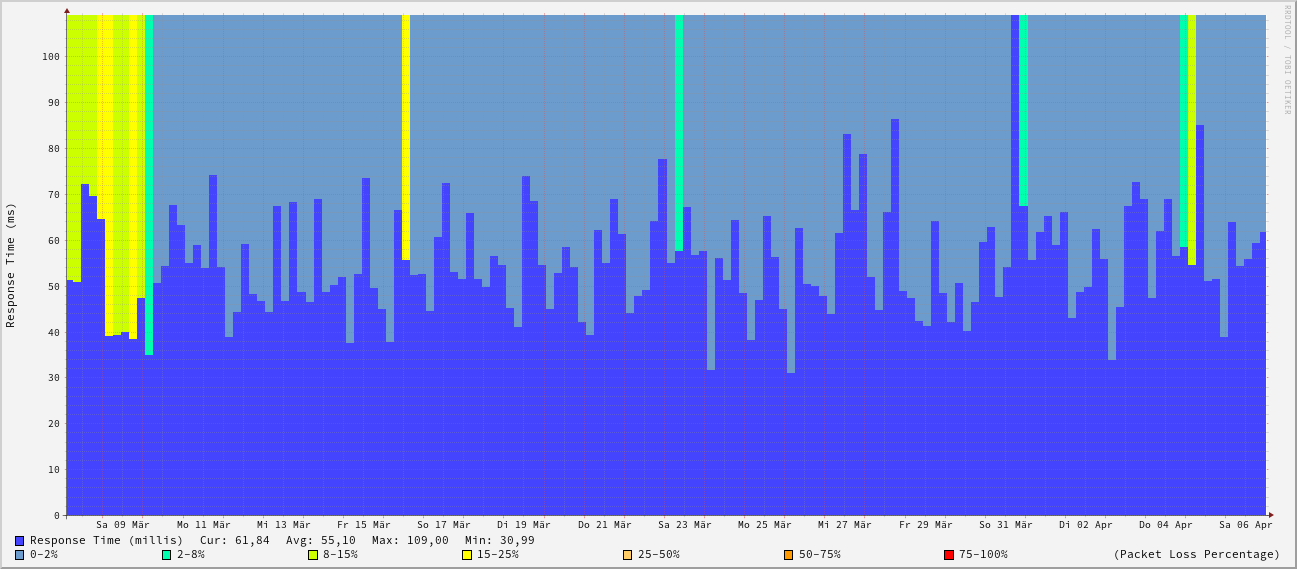 RRDTOOL / TOBI OETIKER
Response Time (ms)
100
90
80
70
60
50
40
30
20
10
0
Sa 09 Mär Mo 11 Mär Mi 13 Mär Fr 15 Mär So 17 Mär Di 19 Mär Do 21 Mär Sa 23 Mär Mo 25 Mär Mi 27 Mär Fr 29 Mär So 31 Mär Di 02 Apr Do 04 Apr Sa 06 Apr
Response Time (millis) Cur: 61,84 Avg: 55,10 Max: 109,00 Min: 30,99
0-2% 2-8% 8-15% 15-25% 25-50% 50-75% 75-100% (Packet Loss Percentage)